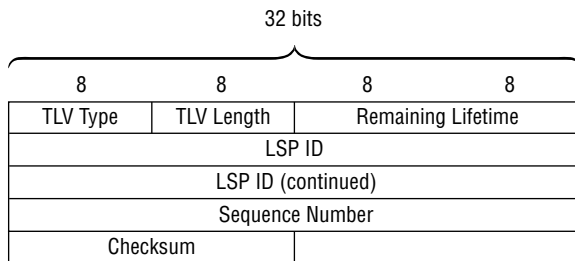 32 bits
8 8 8 8
TLV Type TLV Length Remaining Lifetime
LSP ID
LSP ID (continued)
Sequence Number
Checksum